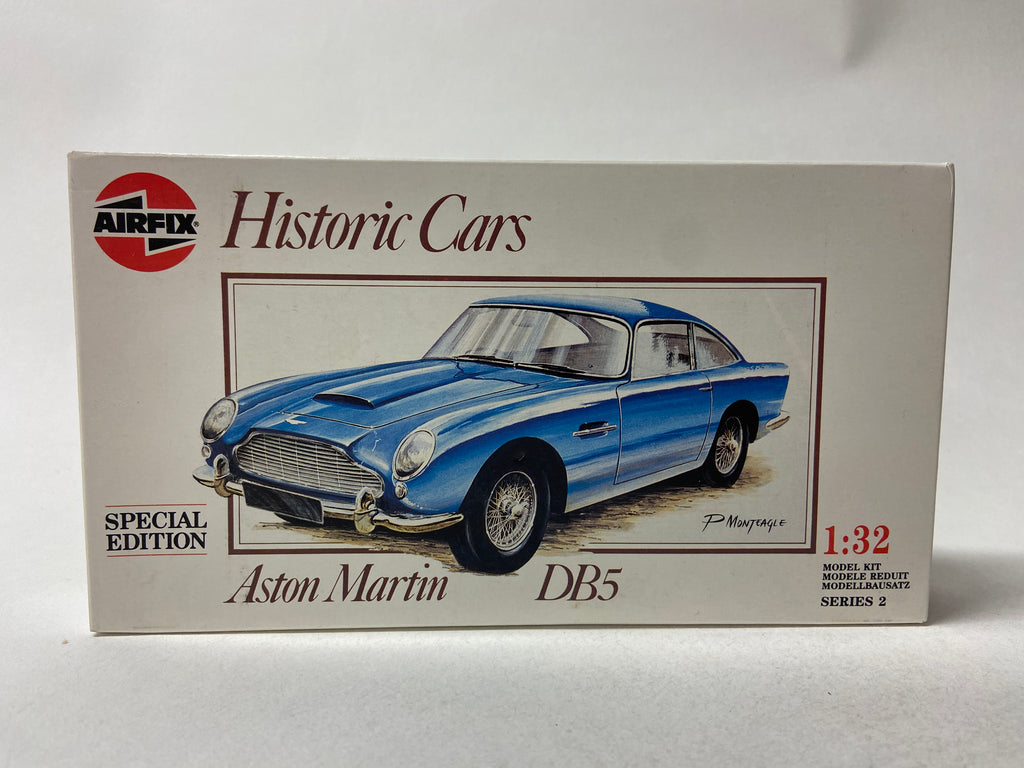 AIRFIX®
Historic Cars
SPECIAL
EDITION
P MONTEAGLE
1:32
MODEL KIT
MODELE REDUIT
MODELLBAUSATZ
SERIES 2
Aston Martin DB5